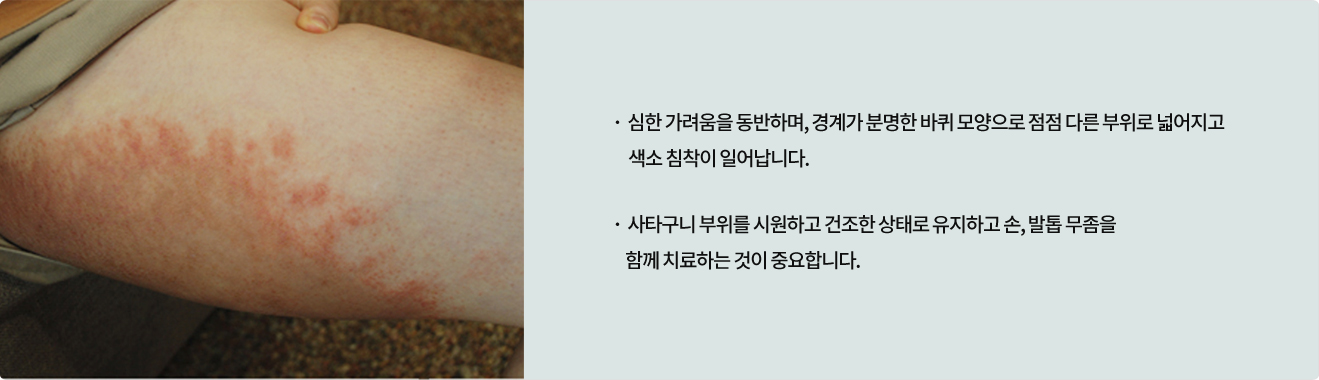 · 심한 가려움을 동반하며, 경계가 분명한 바퀴 모양으로 점점 다른 부위로 넓어지고
색소 침착이 일어납니다.
· 사타구니 부위를 시원하고 건조한 상태로 유지하고 손, 발톱 무좀을
함께 치료하는 것이 중요합니다.